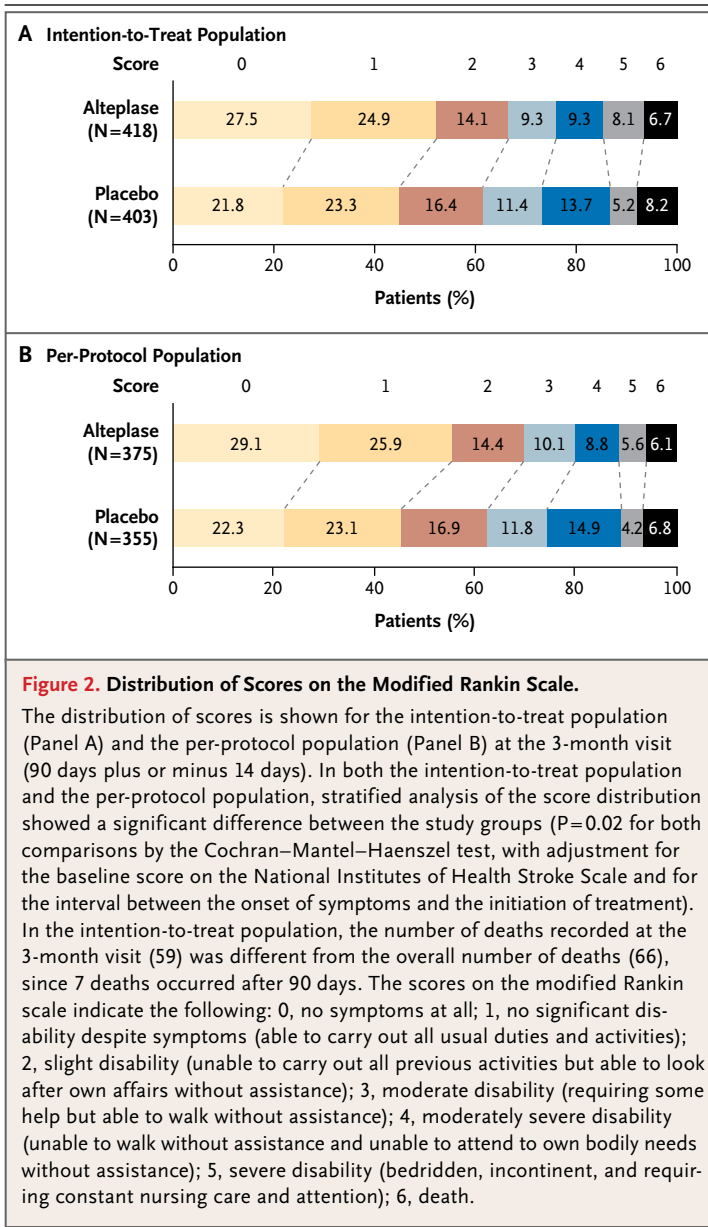 A Intention-to-Treat Population
Score 0 1 2 3 4 5 6
Alteplase
(N=418)
27.5 24.9 14.1 9.3 9.3 8.1 6.7
Placebo
(N=403)
21.8 23.3 16.4 11.4 13.7 5.2 8.2
0 20 40 60 80 100
Patients (%)
B Per-Protocol Population
Score 0 1 2 3 4 5 6
Alteplase
(N=375)
29.1 25.9 14.4 10.1 8.8 5.6 6.1
Placebo
(N=355)
22.3 23.1 16.9 11.8 14.9 4.2 6.8
0 20 40 60 80 100
Patients (%)
Figure 2. Distribution of Scores on the Modified Rankin Scale.
The distribution of scores is shown for the intention-to-treat population
(Panel A) and the per-protocol population (Panel B) at the 3-month visit
(90 days plus or minus 14 days). In both the intention-to-treat population
and the per-protocol population, stratified analysis of the score distribution
showed a significant difference between the study groups (P=0.02 for both
comparisons by the Cochran–Mantel–Haenszel test, with adjustment for
the baseline score on the National Institutes of Health Stroke Scale and for
the interval between the onset of symptoms and the initiation of treatment).
In the intention-to-treat population, the number of deaths recorded at the
3-month visit (59) was different from the overall number of deaths (66),
since 7 deaths occurred after 90 days. The scores on the modified Rankin
scale indicate the following: 0, no symptoms at all; 1, no significant dis-
ability despite symptoms (able to carry out all usual duties and activities);
2, slight disability (unable to carry out all previous activities but able to look
after own affairs without assistance); 3, moderate disability (requiring some
help but able to walk without assistance); 4, moderately severe disability
(unable to walk without assistance and unable to attend to own bodily needs
without assistance); 5, severe disability (bedridden, incontinent, and requir-
ing constant nursing care and attention); 6, death.